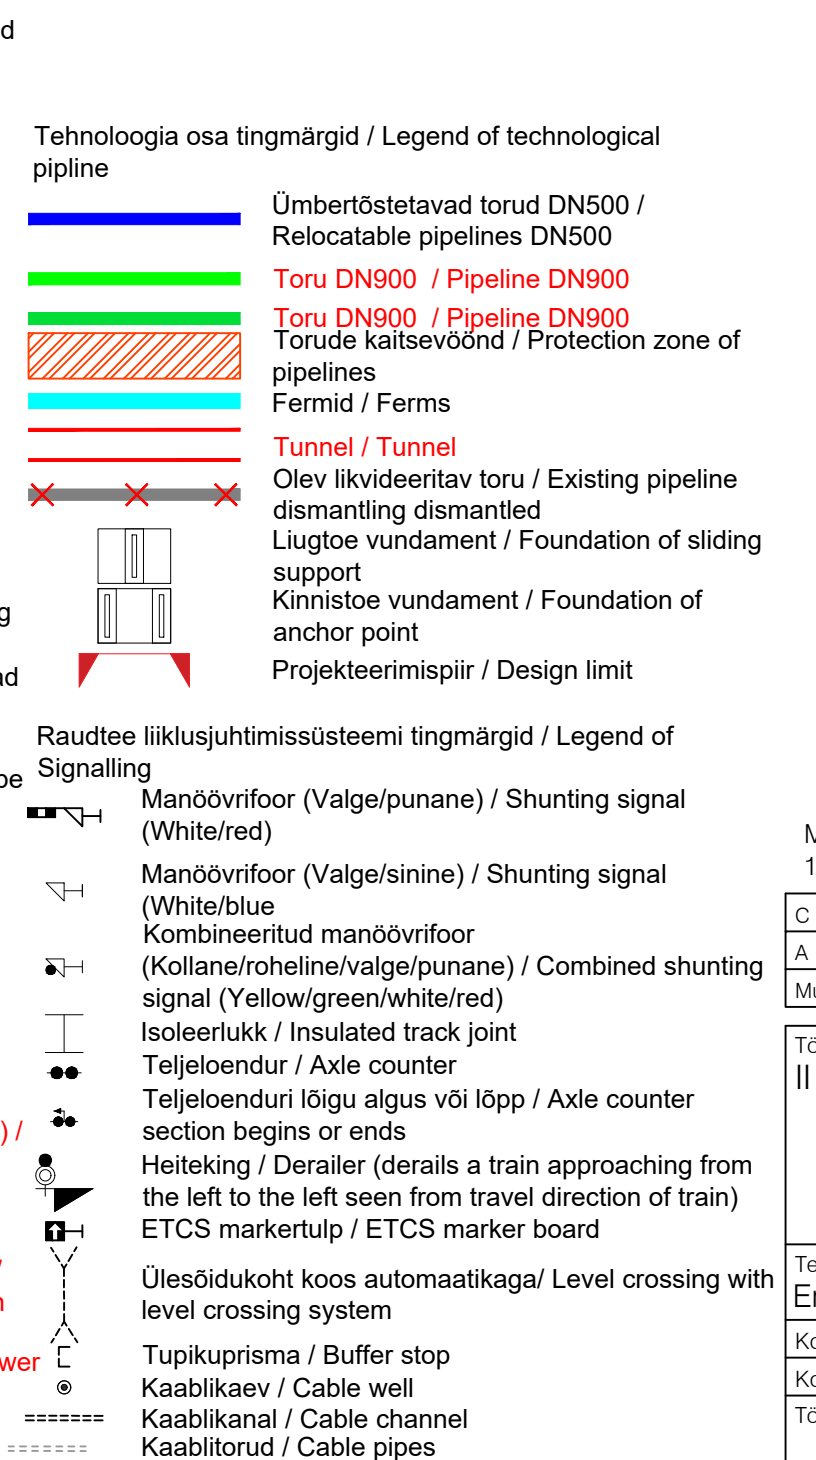 Tehnoloogia osa tingmärgid / Legend of technological
pipline
Ümbertõstetavad torud DN500 /
Relocatable pipelines DN500
Toru DN900 / Pipeline DN900
Toru DN900 / Pipeline DN900
Torude kaitsevöönd / Protection zone of
pipelines
Fermid / Ferms
Tunnel / Tunnel
Olev likvideeritav toru / Existing pipeline
dismantling dismantled
Liugtoe vundament / Foundation of sliding
support
Kinnistoe vundament / Foundation of
anchor point
Projekteerimispiir / Design limit
Raudtee liiklusjuhtimissüsteemi tingmärgid / Legend of
Signalling
Manöövrifoor (Valge/punane) / Shunting signal
(White/red)
Manöövrifoor (Valge/sinine) / Shunting signal
(White/blue
Kombineeritud manöövrifoor
(Kollane/roheline/valge/punane) / Combined shunting
signal (Yellow/green/white/red)
Isoleerlukk / Insulated track joint
Teljeloendur / Axle counter
Teljeloenduri lõigu algus või lõpp / Axle counter
section begins or ends
Heiteking / Derailer (derails a train approaching from
the left to the left seen from travel direction of train)
ETCS markertulp / ETCS marker board
Ülesõidukoht koos automaatikaga/ Level crossing with
level crossing system
Tupikuprisma / Buffer stop
Kaablikaev / Cable well
Kaablikanal / Cable channel
Kaablitorud / Cable pipes
C
A
II